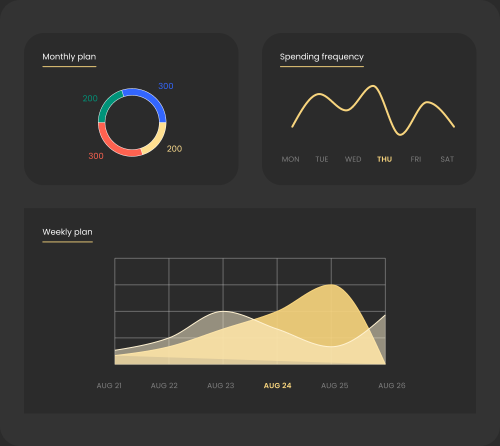 Monthly plan
300
200
200
300
Spending frequency
MON TUE WED THU FRI SAT
Weekly plan
AUG 21 AUG 22 AUG 23 AUG 24 AUG 25 AUG 26